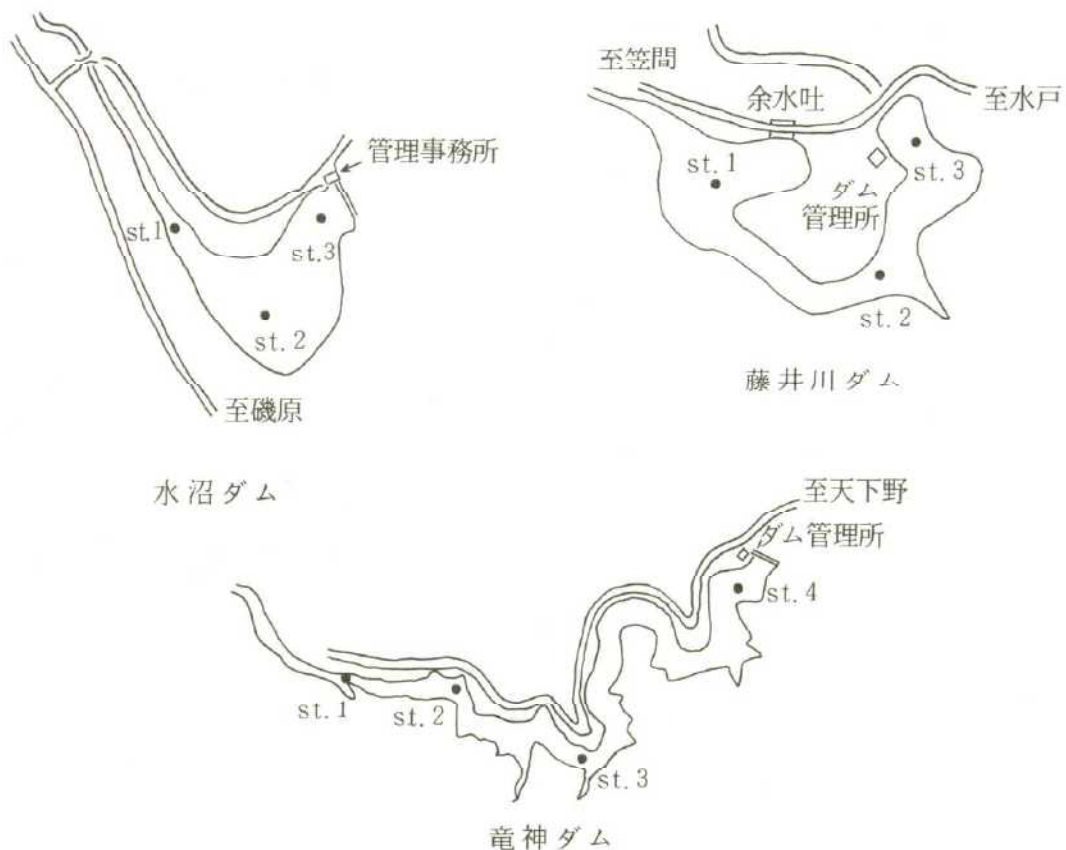 至笠間
余水吐
至水戸
管理事務所
st.1
st.3
ダム
管理所
st.1
st.3
st.2
st.2
藤井川ダム
至磯原
水沼ダム
至天下野
ダム管理所
st.4
st.1
st.2
st.3
竜神ダム